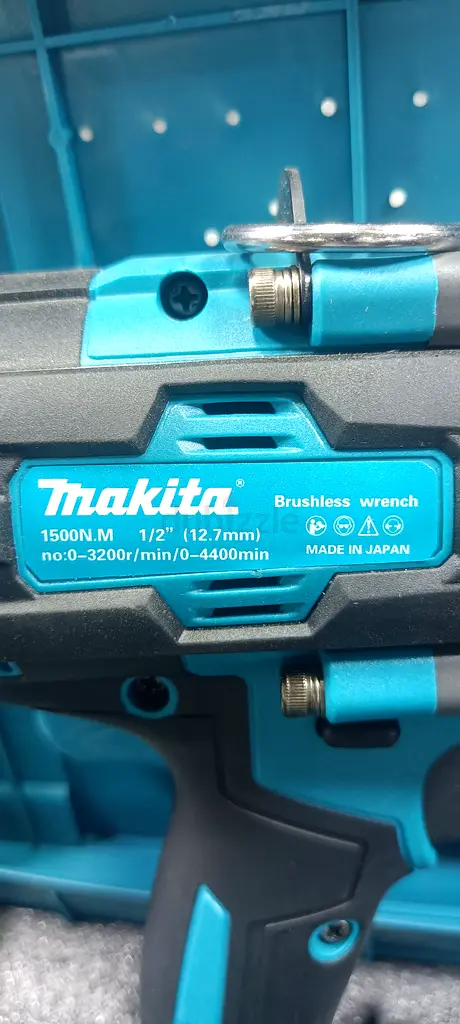 makita®
Brushless wrench
1500N.M 1/2" (12.7mm)
no:0-3200r/min/0-4400min
MADE IN JAPAN